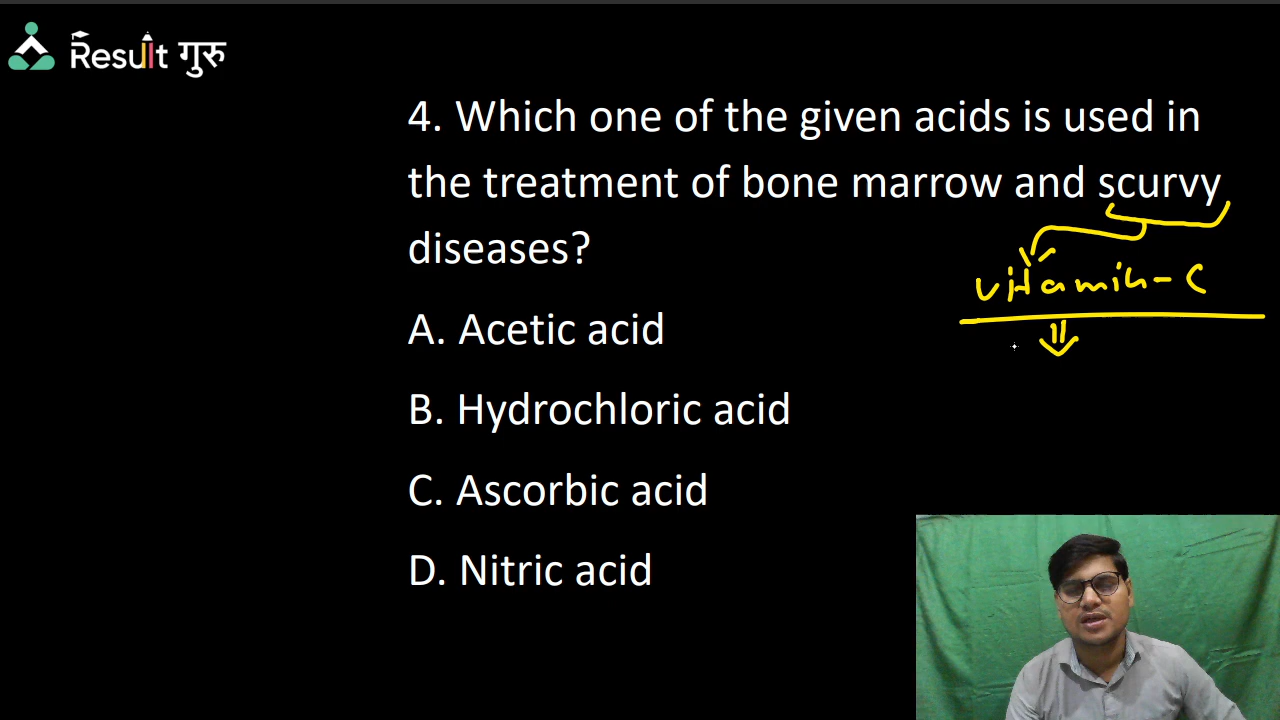 Result गुरु
4. Which one of the given acids is used in
the treatment of bone marrow and scurvy
diseases?
vitamin-C
A. Acetic acid
B. Hydrochloric acid
C. Ascorbic acid
D. Nitric acid